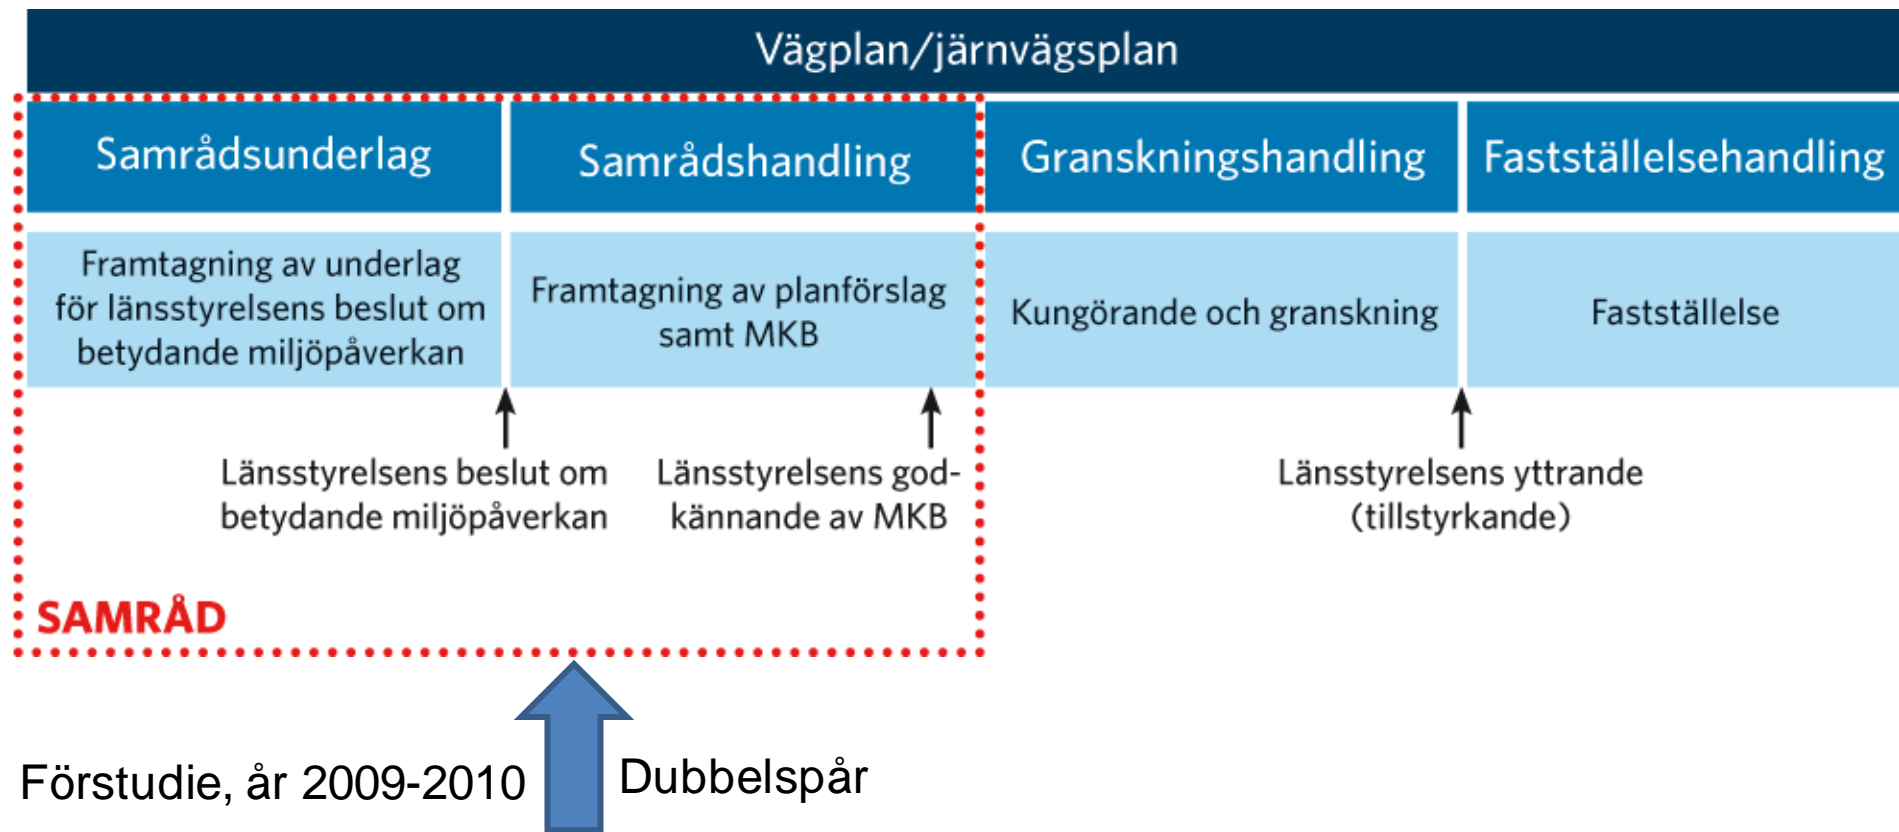 Vägplan/järnvägsplan
Samrådsunderlag
Samrådshandling
Granskningshandling
Fastställelsehandling
Framtagning av underlag
för länsstyrelsens beslut om
betydande miljöpåverkan
Framtagning av planförslag
samt MKB
Kungörande och granskning
Fastställelse
Länsstyrelsens beslut om
betydande miljöpåverkan
Länsstyrelsens god-
kännande av MKB
Länsstyrelsens yttrande
(tillstyrkande)
SAMRÅD
Förstudie, år 2009-2010
Dubbelspår